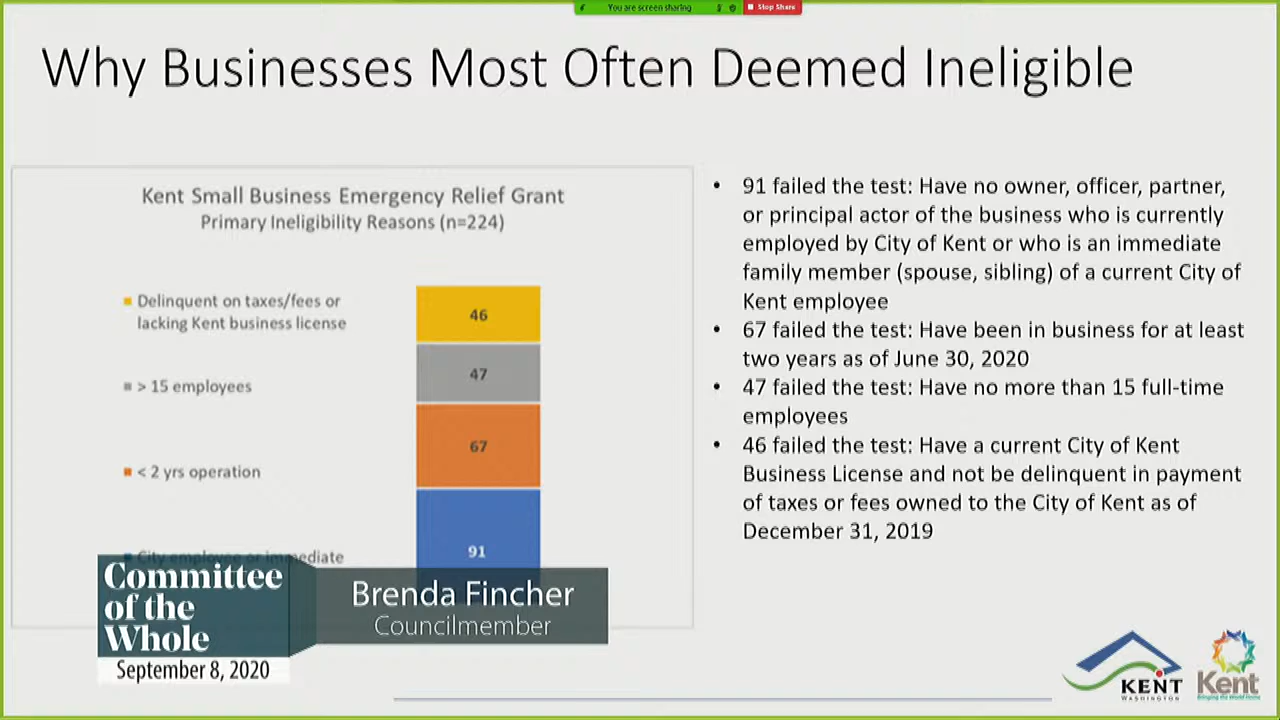 You are screen sharing
Stop Share
Why Businesses Most Often Deemed Ineligible
Kent Small Business Emergency Relief Grant
Primary Ineligibility Reasons (n=224)
Delinquent on taxes/fees or
lacking Kent business license
> 15 employees
< 2 yrs operation
City employee or immediate
46
47
67
91
• 91 failed the test: Have no owner, officer, partner,
or principal actor of the business who is currently
employed by City of Kent or who is an immediate
family member (spouse, sibling) of a current City of
Kent employee
• 67 failed the test: Have been in business for at least
two years as of June 30, 2020
• 47 failed the test: Have no more than 15 full-time
employees
• 46 failed the test: Have a current City of Kent
Business License and not be delinquent in payment
of taxes or fees owned to the City of Kent as of
December 31, 2019
Committee
of the
Whole
September 8, 2020
Brenda Fincher
Councilmember
KENT
WASHINGTON
Kent
Bringing the World Home